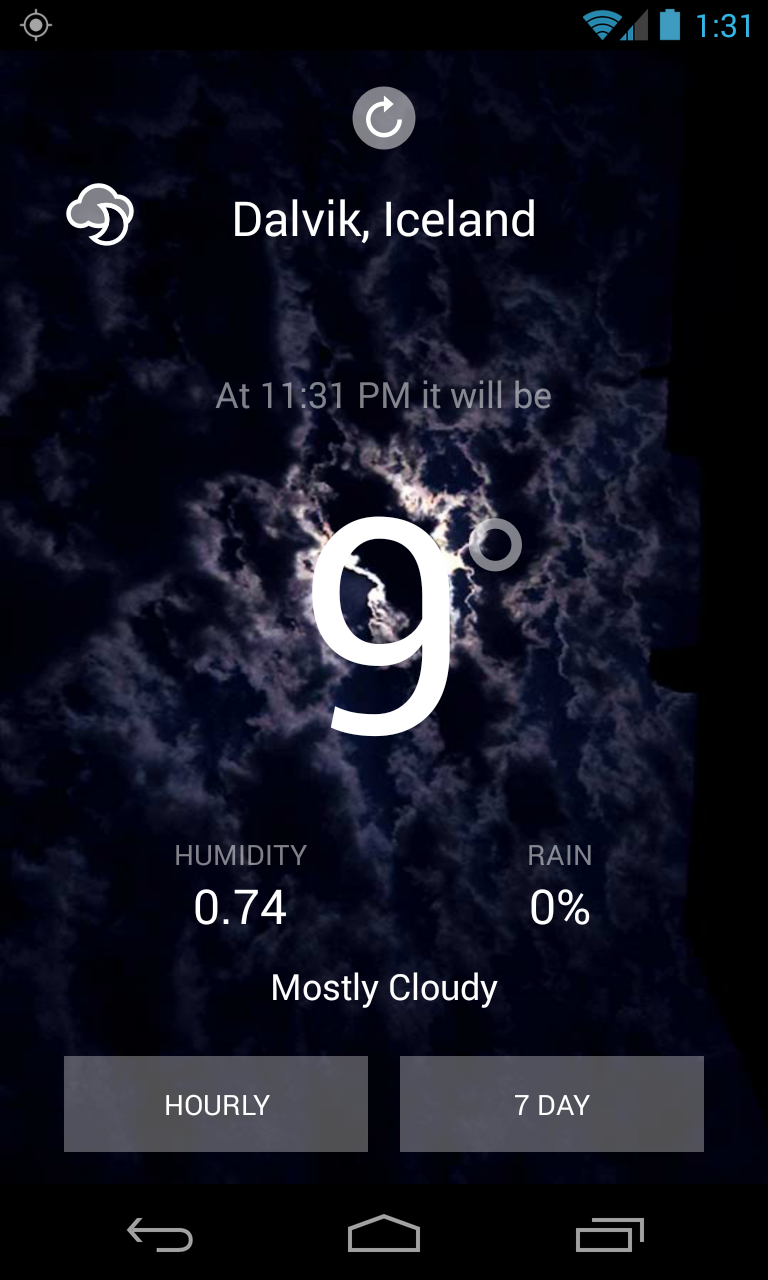 1:31
Dalvik, Iceland
At 11:31 PM it will be
9°
HUMIDITY
RAIN
0.74
0%
Mostly Cloudy
HOURLY
7 DAY